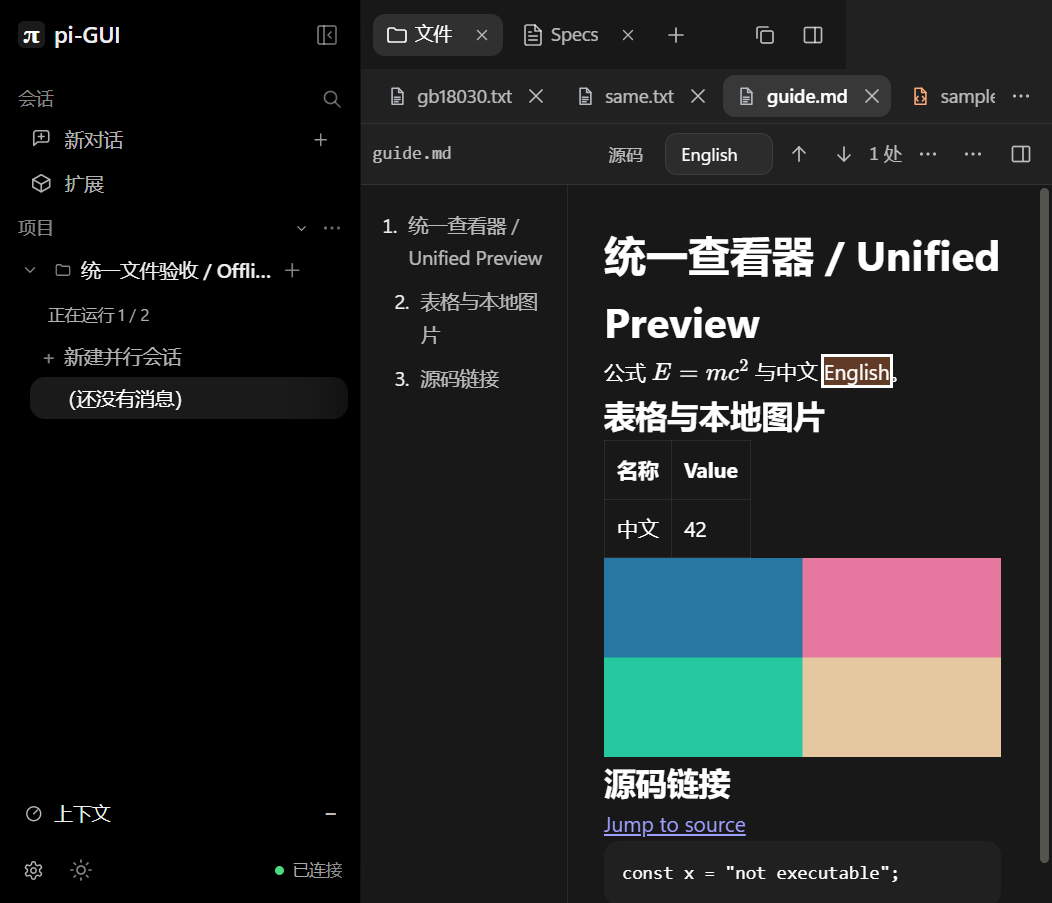 π pi-GUI
会话
新对话
扩展
项目
统一文件验收 / Offli...
正在运行 1 / 2
+ 新建并行会话
(还没有消息)
上下文
已连接
文件
Specs
gb18030.txt
same.txt
guide.md
sample
guide.md
源码
English
1 处
1. 统一查看器 /
Unified Preview
2. 表格与本地图
片
3. 源码链接
统一查看器 / Unified
Preview
公式 E = mc² 与中文 English。
表格与本地图片
名称 Value
中文 42
源码链接
Jump to source
const x = "not executable";